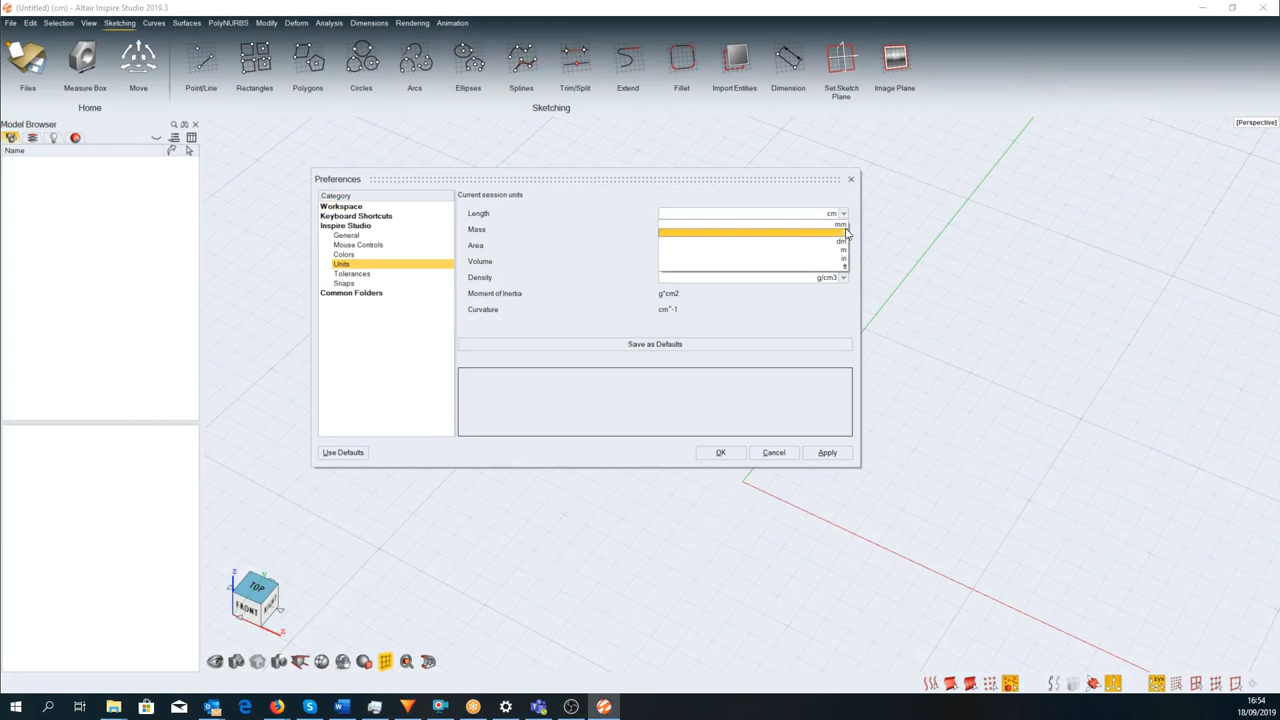 (Untitled) (cm) - Altair Inspire Studio 2019.3
File Edit Selection View Sketching Curves Surfaces PolyNURBS Modify Deform Analysis Dimensions Rendering Animation
Files Measure Box Move Point/Line Rectangles Polygons Circles Arcs Ellipses Splines Trim/Split Extend Fillet Import Entities Dimension Set Sketch Plane Image Plane
Home Sketching
Model Browser
Name
[Perspective]
Preferences
Category
Workspace
Keyboard Shortcuts
Inspire Studio
General
Mouse Controls
Colors
Units
Tolerances
Snaps
Common Folders
Current session units
Length cm
mm
Mass
dm
Area
m
Volume in
ft
Density g/cm3
Moment of Inertia g*cm2
Curvature cm^-1
Save as Defaults
Use Defaults OK Cancel Apply
TOP
FRONT
Z
X
16:54
18/09/2019